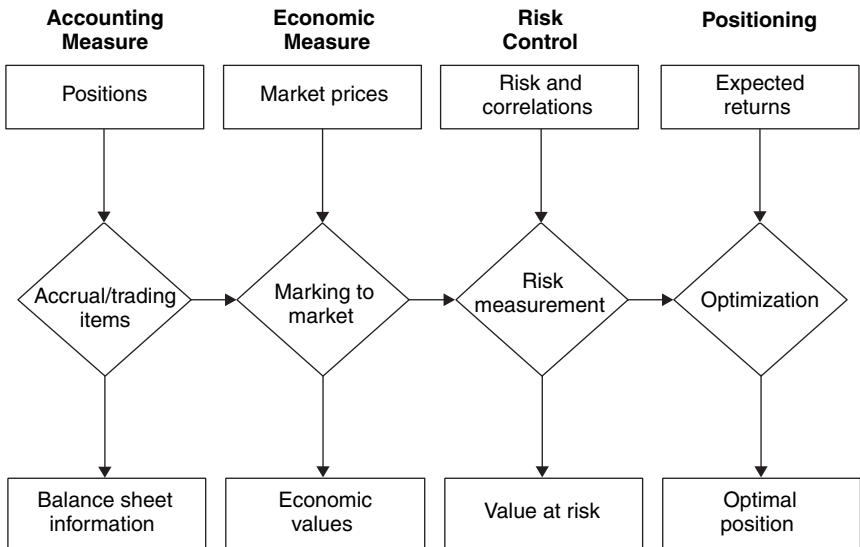 Accounting
Measure
Economic
Measure
Risk
Control
Positioning
Positions
Market prices
Risk and
correlations
Expected
returns
Accrual/trading
items
Marking to
market
Risk
measurement
Optimization
Balance sheet
information
Economic
values
Value at risk
Optimal
position